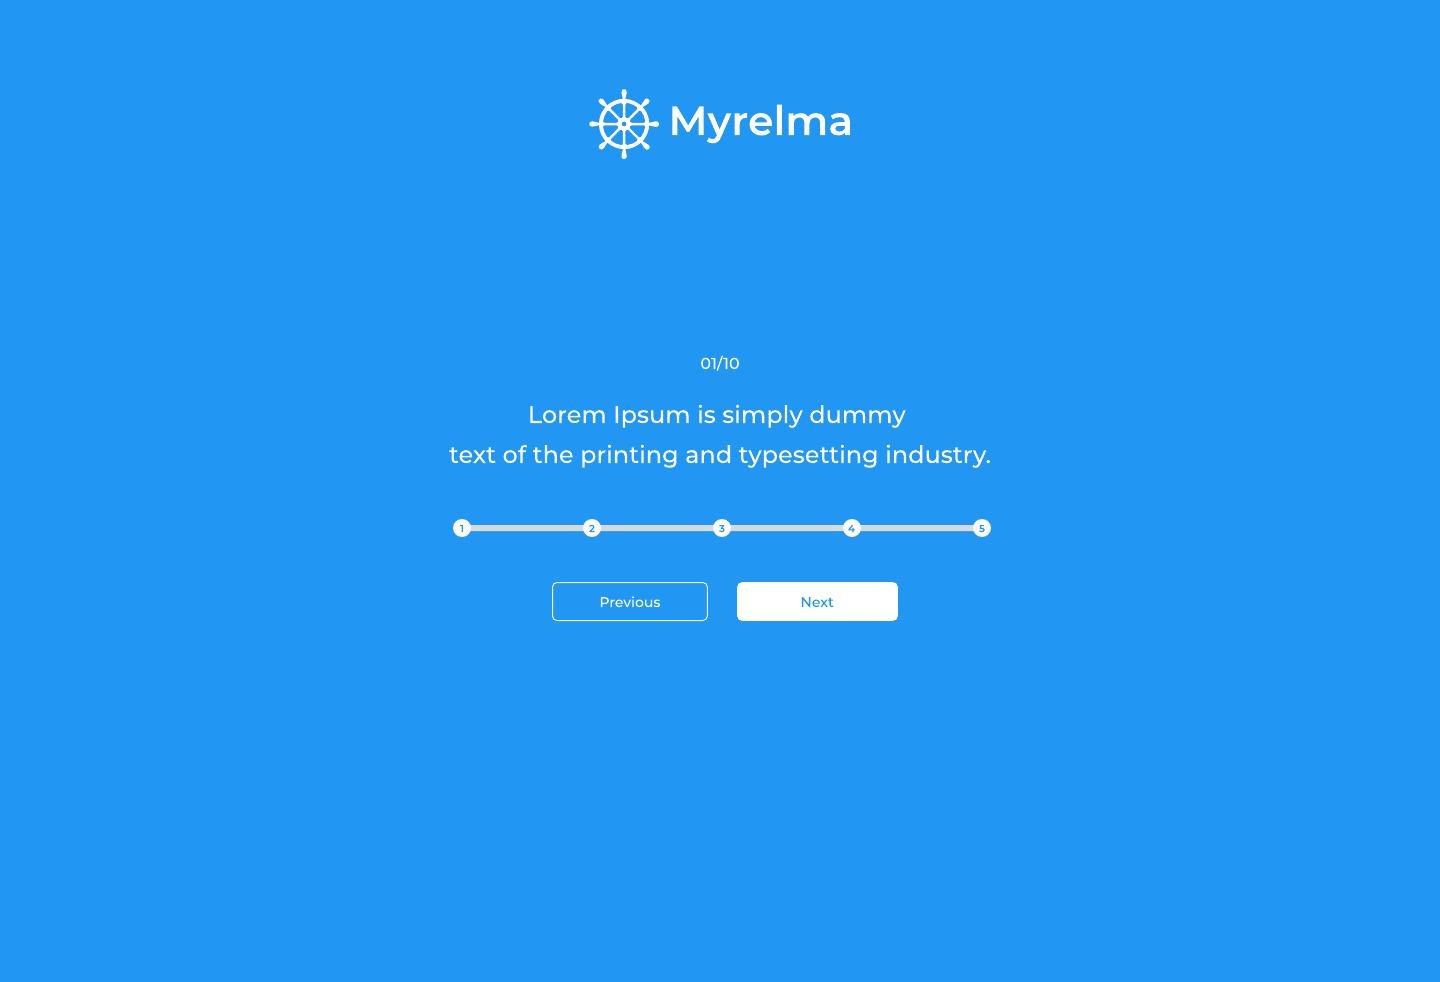 Myrelma
01/10
Lorem Ipsum is simply dummy
text of the printing and typesetting industry.
1 2 3 4 5
Previous Next